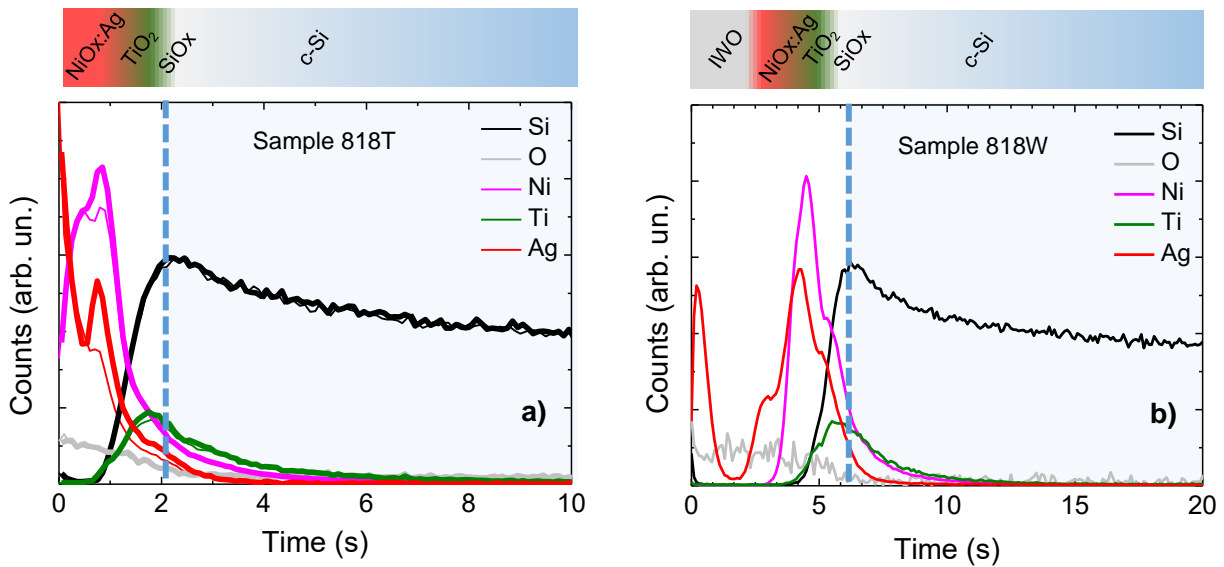 NiOx:Ag
TiO2
SiOx
c-Si
Sample 818T
Si
O
Ni
Ti
Ag
a)
Counts (arb. un.)
0 2 4 6 8 10
Time (s)
IWO
NiOx:Ag
TiO2
SiOx
c-Si
Sample 818W
Si
O
Ni
Ti
Ag
b)
Counts (arb. un.)
0 5 10 15 20
Time (s)